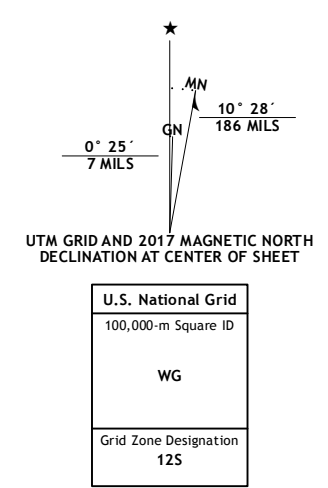 MN
10° 28´
186 MILS
GN
0° 25´
7 MILS
UTM GRID AND 2017 MAGNETIC NORTH
DECLINATION AT CENTER OF SHEET
U.S. National Grid
100,000-m Square ID
WG
Grid Zone Designation
12S